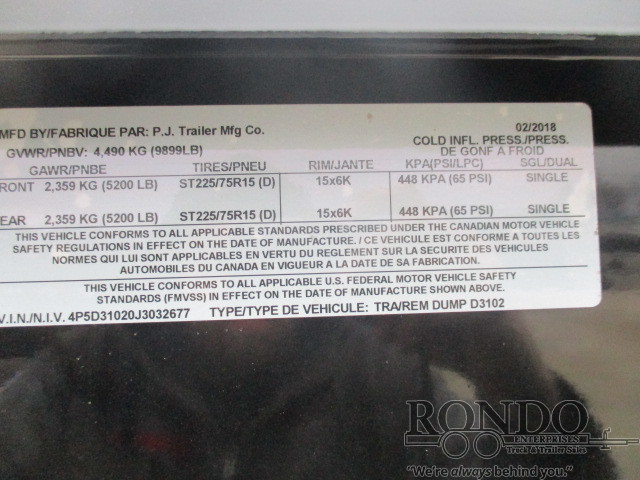 MFD BY/FABRIQUE PAR: P.J. Trailer Mfg Co. 02/2018
GVWR/PNBV: 4,490 KG (9899LB) COLD INFL. PRESS./PRESS. DE GONF A FROID
GAWR/PNBE TIRES/PNEU RIM/JANTE KPA(PSI/LPC) SGL/DUAL
FRONT 2,359 KG (5200 LB) ST225/75R15 (D) 15x6K 448 KPA (65 PSI) SINGLE
EAR 2,359 KG (5200 LB) ST225/75R15 (D) 15x6K 448 KPA (65 PSI) SINGLE
THIS VEHICLE CONFORMS TO ALL APPLICABLE STANDARDS PRESCRIBED UNDER THE CANADIAN MOTOR VEHICLE
SAFETY REGULATIONS IN EFFECT ON THE DATE OF MANUFACTURE. / CE VEHICULE EST CONFORME A TOUTES LES
NORMES QUI LUI SONT APPLICABLES EN VERTU DU REGLEMENT SUR LA SECURITE DES VEHICULES
AUTOMOBILES DU CANADA EN VIGUEUR A LA DATE DE SA FABRICATION.
THIS VEHICLE CONFORMS TO ALL APPLICABLE U.S. FEDERAL MOTOR VEHICLE SAFETY
STANDARDS (FMVSS) IN EFFECT ON THE DATE OF MANUFACTURE SHOWN ABOVE.
V.I.N./N.I.V. 4P5D31020J3032677 TYPE/TYPE DE VEHICULE: TRA/REM DUMP D3102
RONDO
ENTERPRISES
Truck & Trailer Sales
"We're always behind you."